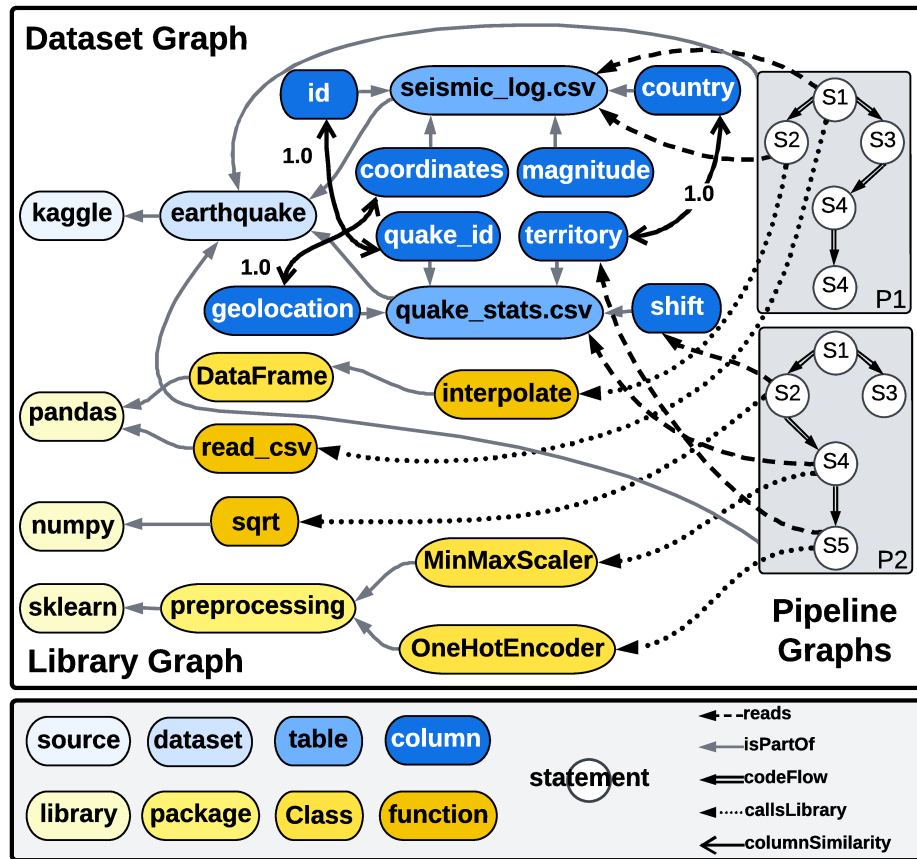 Dataset Graph
id
seismic_log.csv
country
S1
S2
S3
1.0
coordinates
magnitude
1.0
kaggle
earthquake
quake_id
territory
S4
1.0
S4
geolocation
quake_stats.csv
shift
P1
DataFrame
interpolate
S1
S2
S3
pandas
read_csv
S4
numpy
sqrt
MinMaxScaler
S5
P2
sklearn
preprocessing
Pipeline
Graphs
OneHotEncoder
Library Graph
source
dataset
table
column
statement
library
package
Class
function
reads
isPartOf
codeFlow
callsLibrary
columnSimilarity